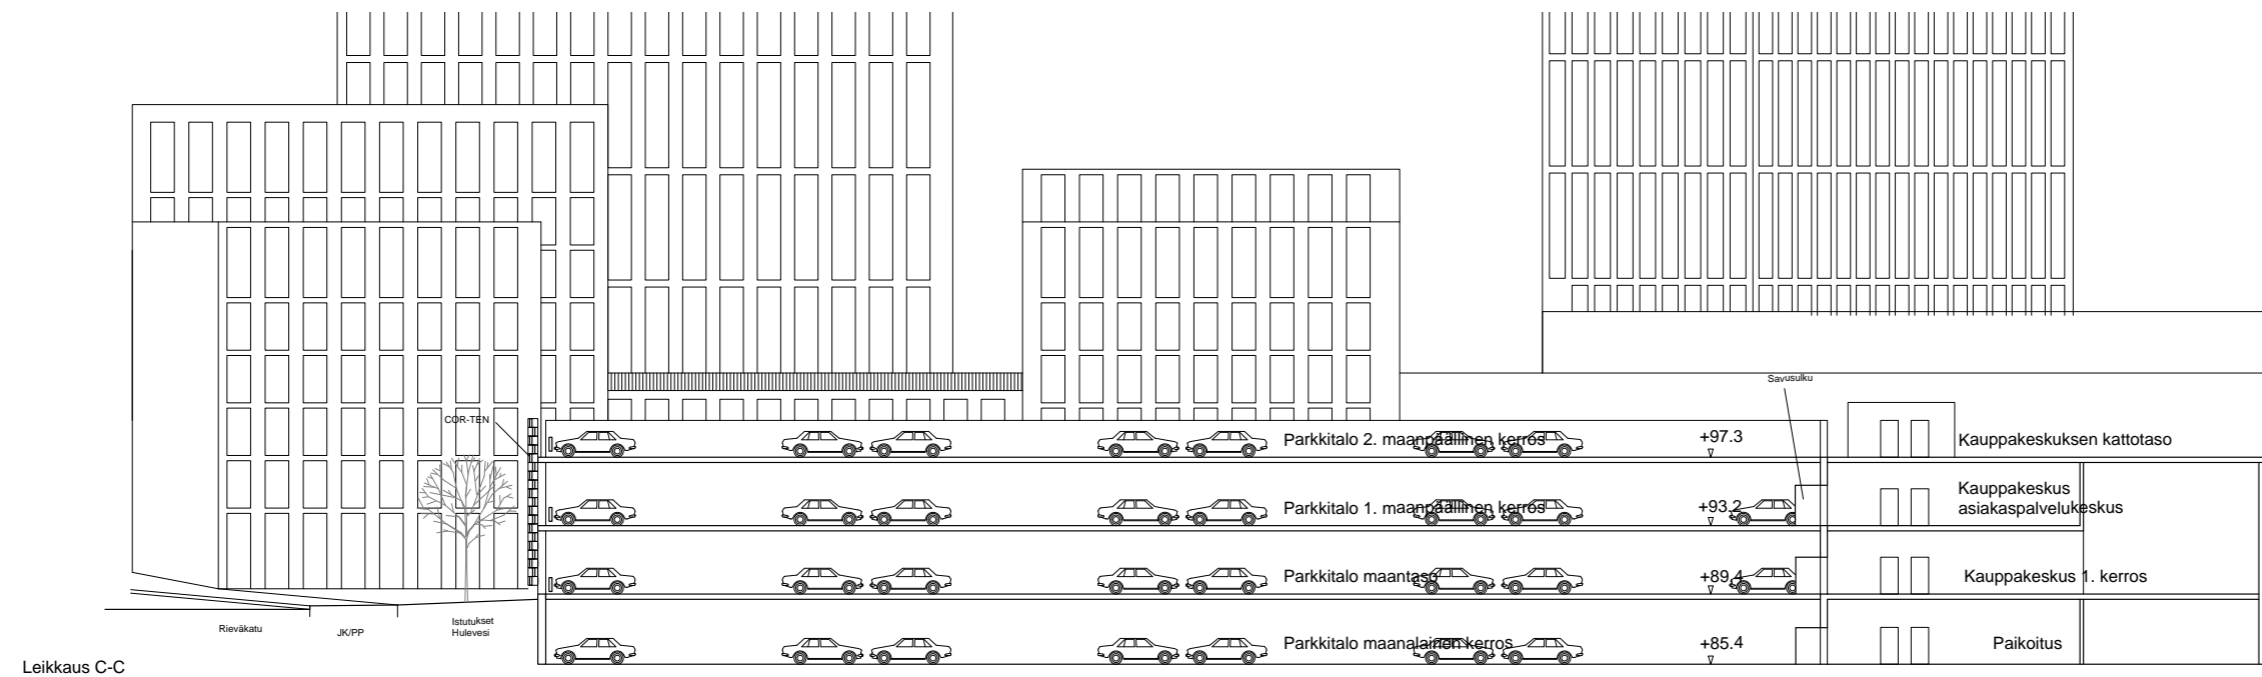 Savusulku
COR-TEN
Parkkitalo 2. maanpäällinen kerros
+97.3
Kauppakeskuksen kattotaso
Parkkitalo 1. maanpäällinen kerros
+93.2
Kauppakeskus
asiakaspalvelukeskus
Parkkitalo maantaso
+89.4
Kauppakeskus 1. kerros
Rieväkatu
JK/PP
Istutukset
Hulevesi
Parkkitalo maanalainen kerros
+85.4
Paikoitus
Leikkaus C-C